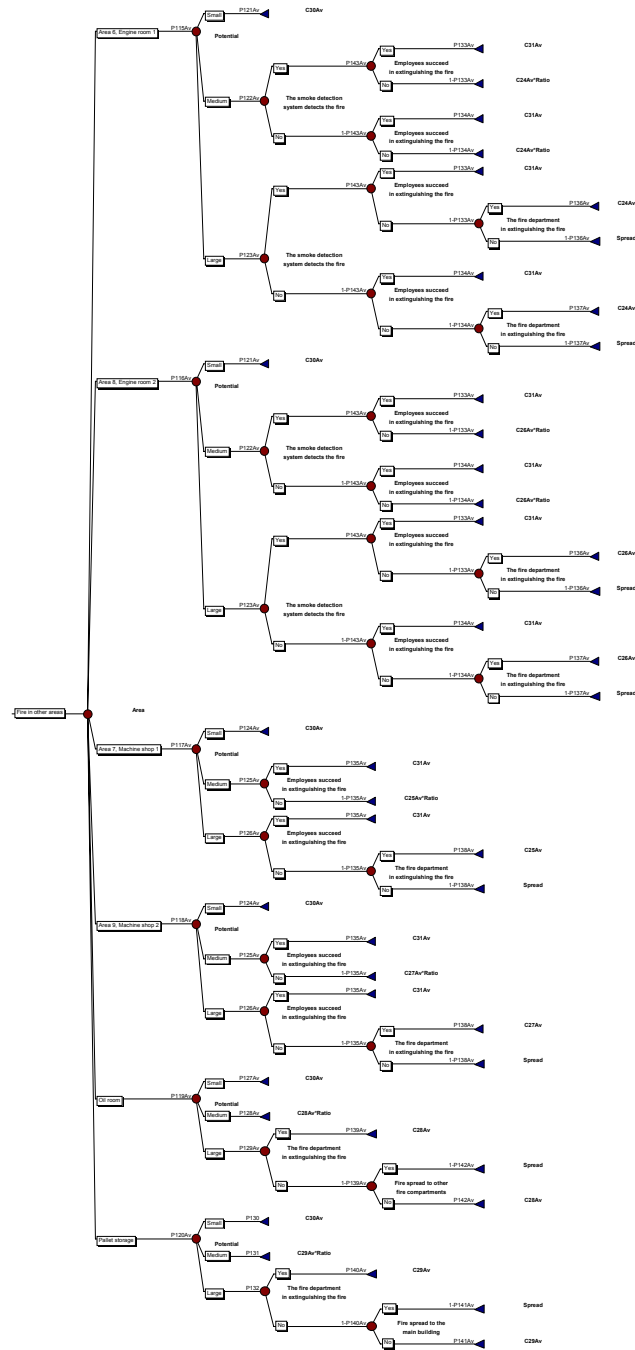 Small P121Av C30Av
Area 6, Engine room 1 P115Av
Potential
Yes P133Av C31Av
Yes P143Av Employees succeed
in extinguishing the fire
No 1-P133Av C24Av*Ratio
Medium P122Av The smoke detection
system detects the fire
Yes P134Av C31Av
No 1-P143Av Employees succeed
in extinguishing the fire
No 1-P134Av C24Av*Ratio
Yes P133Av C31Av
Yes P143Av Employees succeed
in extinguishing the fire
Yes P136Av C24Av
No 1-P133Av The fire department
in extinguishing the fire
No 1-P136Av Spread
Large P123Av The smoke detection
system detects the fire
Yes P134Av C31Av
No 1-P143Av Employees succeed
in extinguishing the fire
Yes P137Av C24Av
No 1-P134Av The fire department
in extinguishing the fire
No 1-P137Av Spread
Small P121Av C30Av
Area 8, Engine room 2 P116Av
Potential
Yes P133Av C31Av
Yes P143Av Employees succeed
in extinguishing the fire
No 1-P133Av C26Av*Ratio
Medium P122Av The smoke detection
system detects the fire
Yes P134Av C31Av
No 1-P143Av Employees succeed
in extinguishing the fire
No 1-P134Av C26Av*Ratio
Yes P133Av C31Av
Yes P143Av Employees succeed
in extinguishing the fire
Yes P136Av C26Av
No 1-P133Av The fire department
in extinguishing the fire
No 1-P136Av Spread
Large P123Av The smoke detection
system detects the fire
Yes P134Av C31Av
No 1-P143Av Employees succeed
in extinguishing the fire
Yes P137Av C26Av
No 1-P134Av The fire department
in extinguishing the fire
No 1-P137Av Spread
Fire in other areas Area
Small P124Av C30Av
Area 7, Machine shop 1 P117Av
Potential
Yes P135Av C31Av
Medium P125Av Employees succeed
in extinguishing the fire
No 1-P135Av C25Av*Ratio
Yes P135Av C31Av
Large P126Av Employees succeed
in extinguishing the fire
Yes P138Av C25Av
No 1-P135Av The fire department
in extinguishing the fire
No 1-P138Av Spread
Small P124Av C30Av
Area 9, Machine shop 2 P118Av
Potential
Yes P135Av C31Av
Medium P125Av Employees succeed
in extinguishing the fire
No 1-P135Av C27Av*Ratio
Yes P135Av C31Av
Large P126Av Employees succeed
in extinguishing the fire
Yes P138Av C27Av
No 1-P135Av The fire department
in extinguishing the fire
No 1-P138Av Spread
Small P127Av C30Av
Oil room P119Av
Potential
Medium P128Av C28Av*Ratio
Yes P139Av C28Av
Large P129Av The fire department
in extinguishing the fire
Yes 1-P142Av Spread
No 1-P139Av Fire spread to other
fire compartments
No P142Av C28Av
Small P130 C30Av
Pallet storage P120Av
Potential
Medium P131 C29Av*Ratio
Yes P140Av C29Av
Large P132 The fire department
in extinguishing the fire
Yes 1-P141Av Spread
No 1-P140Av Fire spread to the
main building
No P141Av C29Av